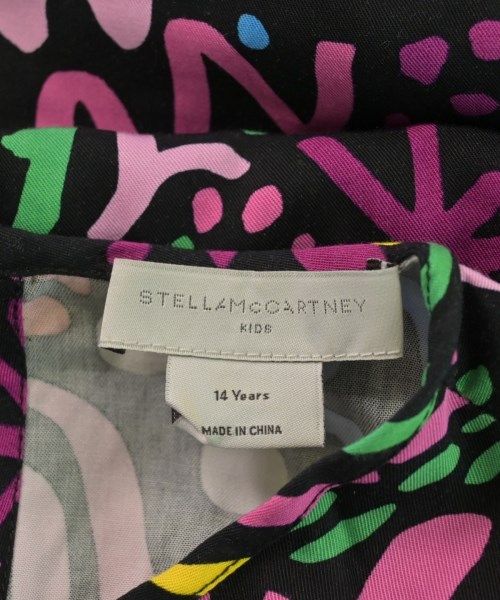 STELLAMCCARTNEY
KIDS
14 Years
MADE IN CHINA